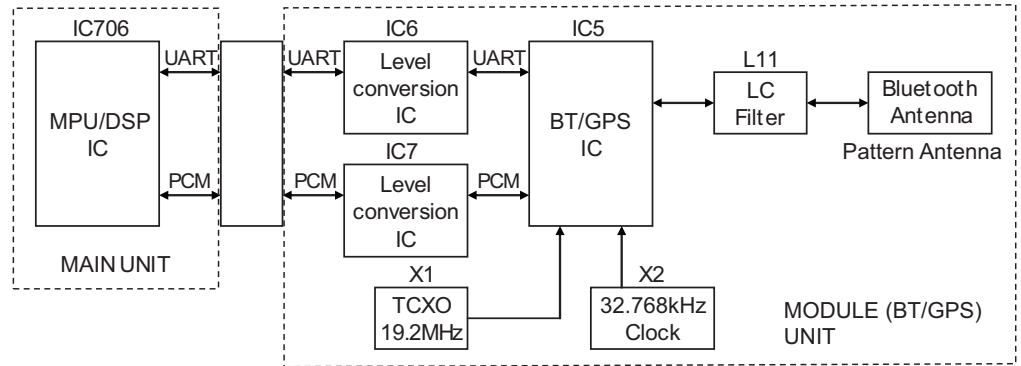 IC706
MPU/DSP
IC
UART
PCM
MAIN UNIT
UART
PCM
IC6
Level
conversion
IC
IC7
Level
conversion
IC
UART
PCM
IC5
BT/GPS
IC
L11
LC
Filter
Bluetooth
Antenna
Pattern Antenna
X1
TCXO
19.2MHz
X2
32.768kHz
Clock
MODULE (BT/GPS)
UNIT